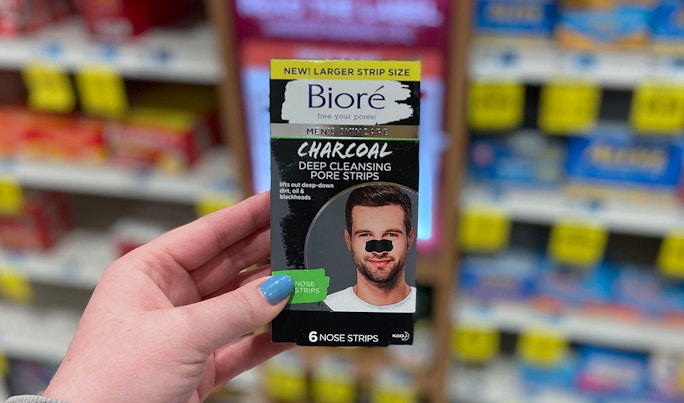 NEW! LARGER STRIP SIZE
Bioré
free your pores!
MEN'S SKINCARE
CHARCOAL
DEEP CLEANSING
PORE STRIPS
lifts out deep-down
dirt, oil &
blackheads
NOSE
STRIPS
6 NOSE STRIPS
Kao